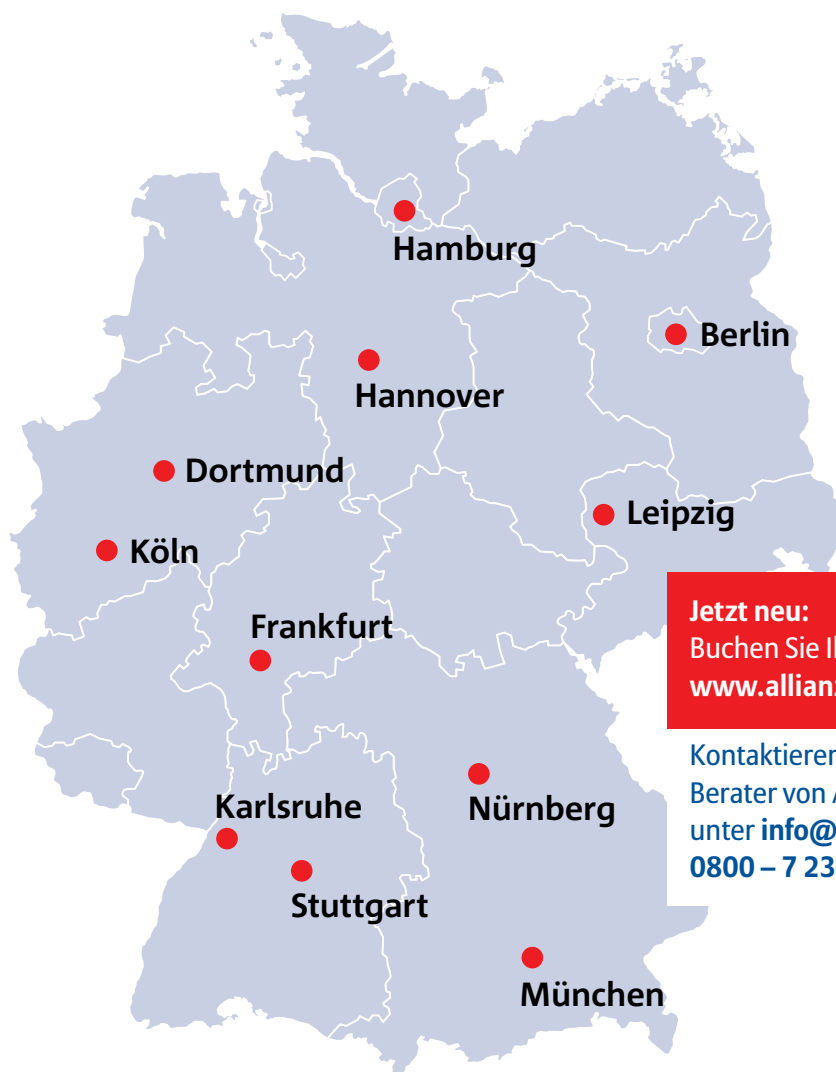 Hamburg
Berlin
Hannover
Dortmund
Leipzig
Köln
Frankfurt
Jetzt neu:
Buchen Sie
www.allian
Kontaktieren
Berater von A
unter info@
0800 – 7 23
Karlsruhe
Nürnberg
Stuttgart
München